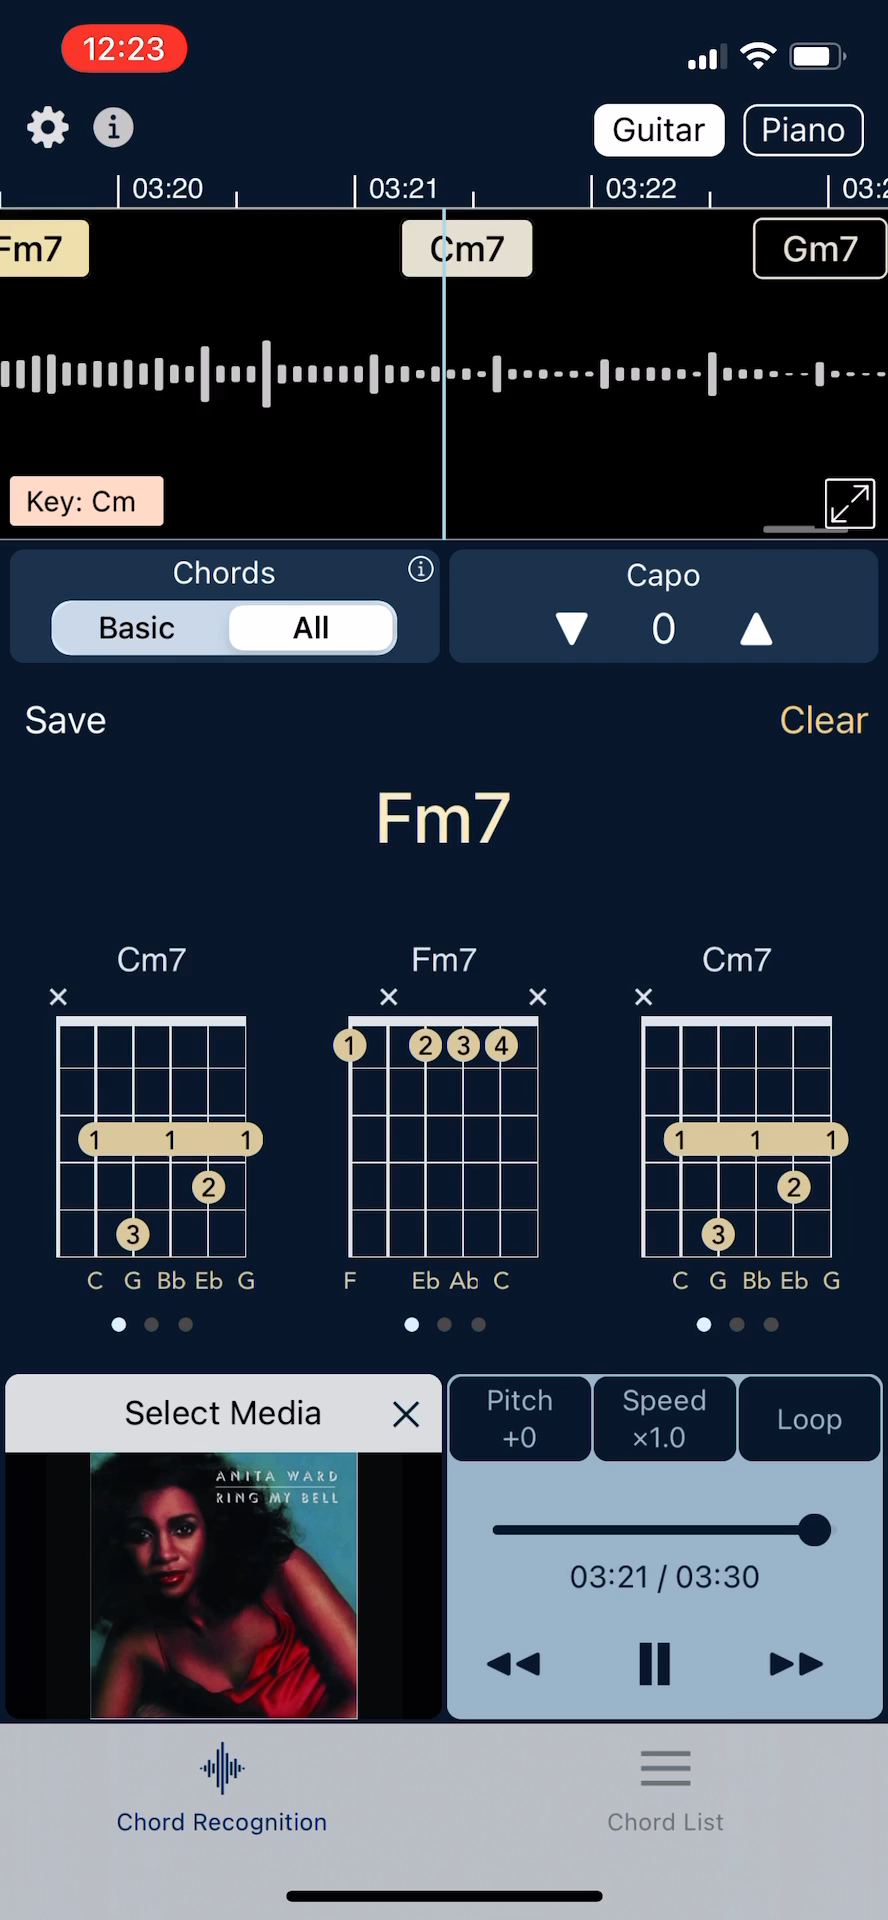 12:23
Guitar Piano
03:20 03:21 03:22
Fm7 Cm7 Gm7
Key: Cm
Chords
Basic All
Capo
0
Save Clear
Fm7
Cm7 Fm7 Cm7
× × × ×
1 2 3 4
1 1 1 1 1 1
2 2
3 3
C G Bb Eb G F Eb Ab C C G Bb Eb G
Select Media
ANITA WARD
RING MY BELL
Pitch
+0
Speed
×1.0
Loop
03:21 / 03:30
Chord Recognition Chord List